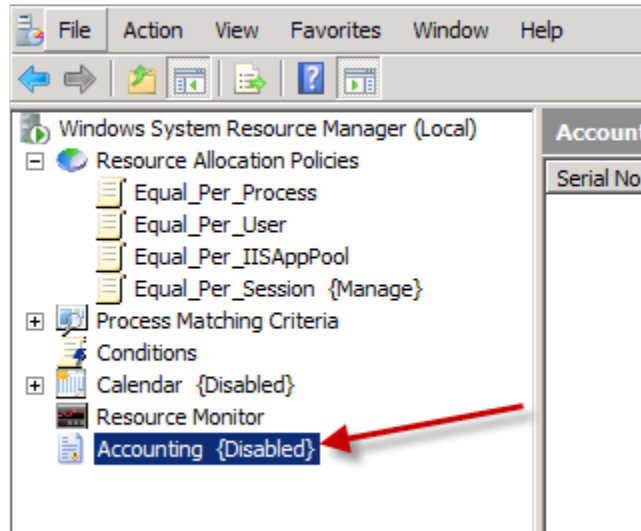 File Action View Favorites Window Help
Windows System Resource Manager (Local)
Resource Allocation Policies
Equal_Per_Process
Equal_Per_User
Equal_Per_IISAppPool
Equal_Per_Session {Manage}
Process Matching Criteria
Conditions
Calendar {Disabled}
Resource Monitor
Accounting {Disabled}
Account
Serial No